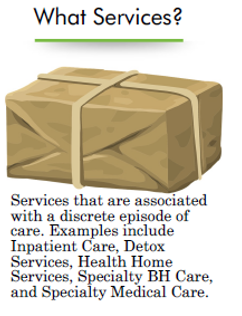 What Services?
Services that are associated
with a discrete episode of
care. Examples include
Inpatient Care, Detox
Services, Health Home
Services, Specialty BH Care,
and Specialty Medical Care.